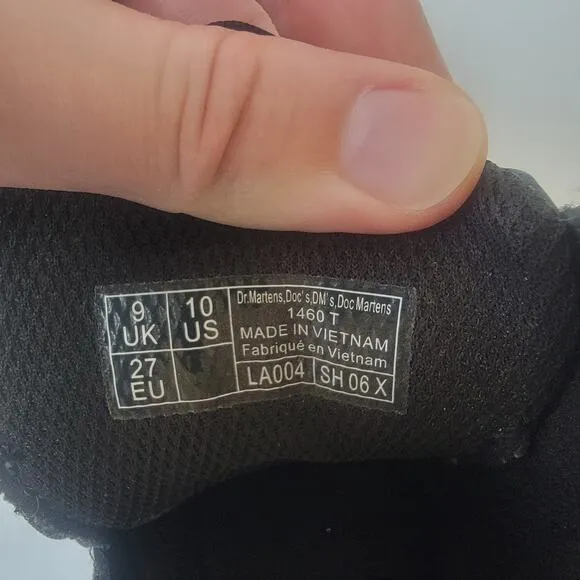 9
UK
10
US
27
EU
Dr.Martens,Doc's,DM's,Doc Martens
1460 T
MADE IN VIETNAM
Fabriqué en Vietnam
LA004 SH 06 X